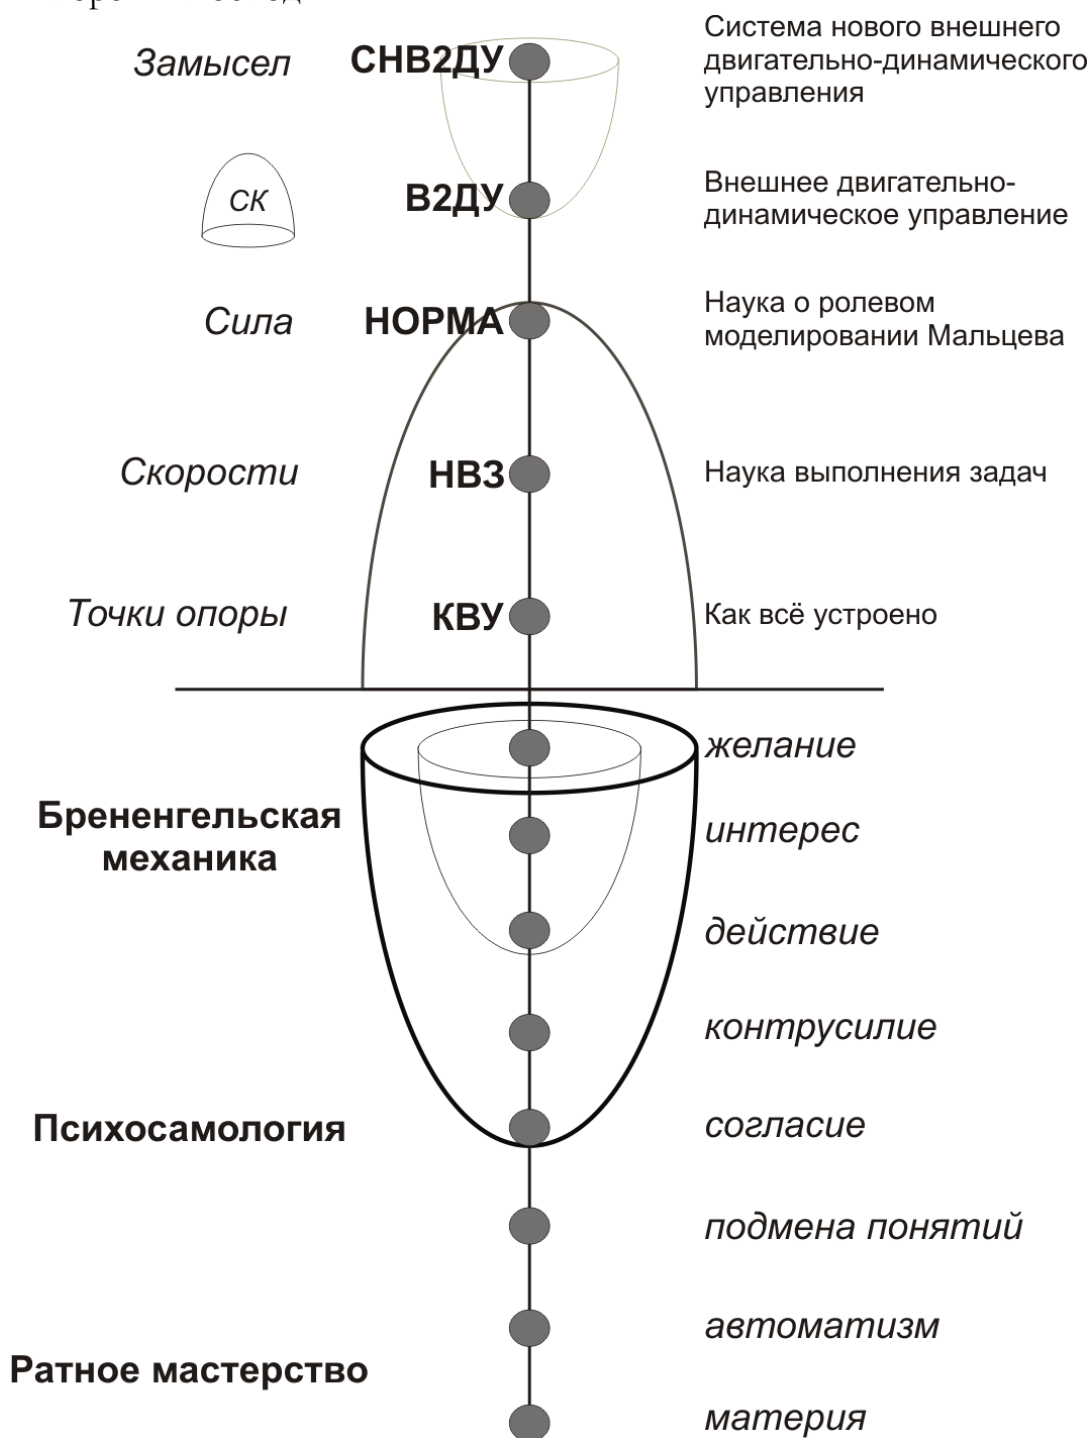 Замысел
СНВ2ДУ
Система нового внешнего
двигательно-динамического
управления
СК
В2ДУ
Внешнее двигательно-
динамическое управление
Сила
НОРМА
Наука о ролевом
моделировании Мальцева
Скорости
НВЗ
Наука выполнения задач
Точки опоры
КВУ
Как всё устроено
желание
Брененгельская
механика
интерес
действие
контрусилие
Психосамология
согласие
подмена понятий
автоматизм
Ратное мастерство
материя